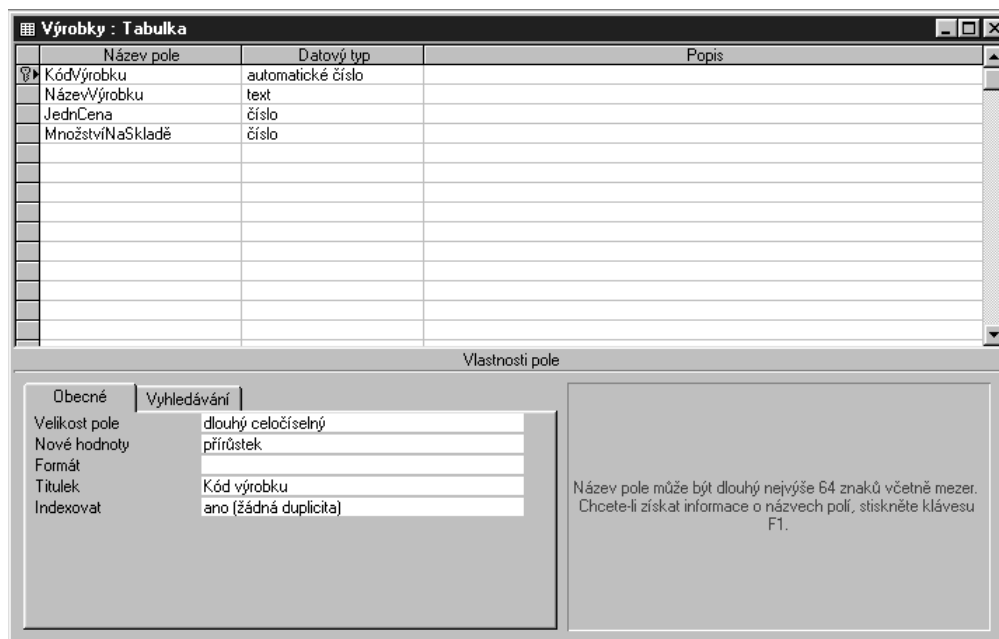 Výrobky : Tabulka
Název pole Datový typ Popis
KódVýrobku automatické číslo
NázevVýrobku text
JednCena číslo
MnožstvíNaSkladě číslo
Vlastnosti pole
Obecné Vyhledávání
Velikost pole dlouhý celočíselný
Nové hodnoty přírůstek
Formát
Titulek Kód výrobku
Indexovat ano (žádná duplicita)
Název pole může být dlouhý nejvýše 64 znaků včetně mezer.
Chcete-li získat informace o názvech polí, stiskněte klávesu
F1.